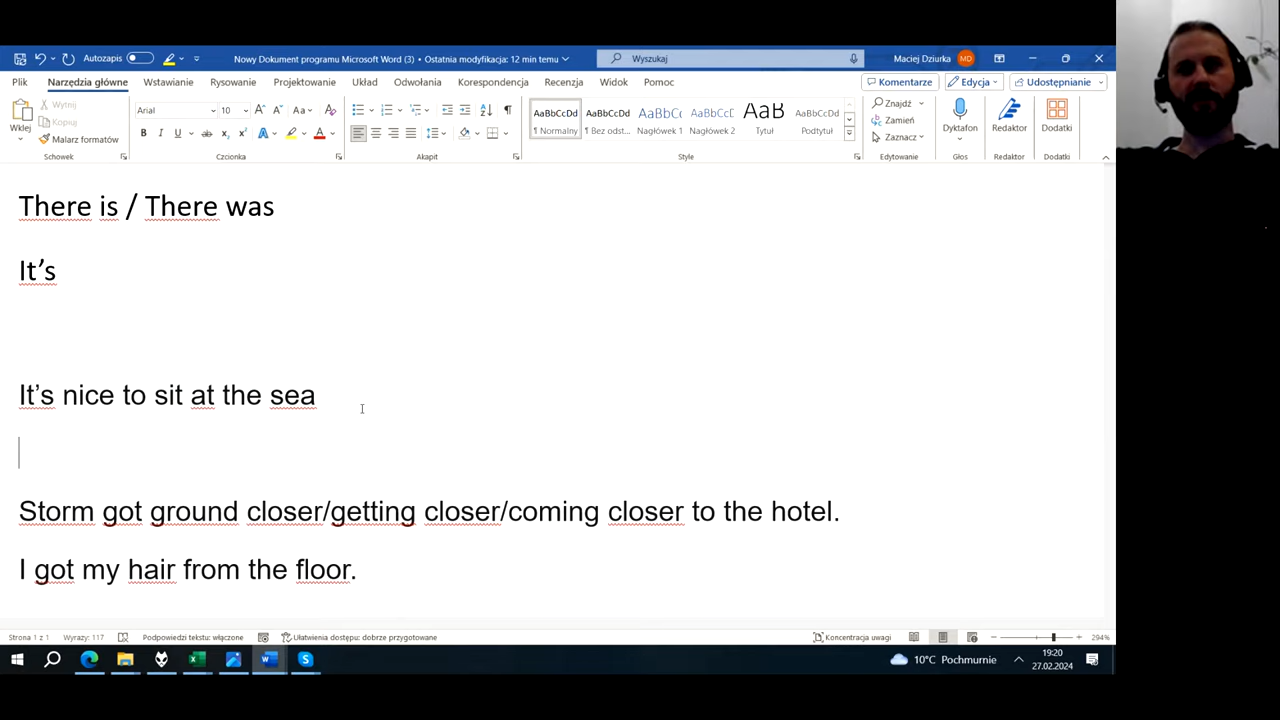 Autozapis
Nowy Dokument programu Microsoft Word (3) • Ostatnia modyfikacja: 12 min temu
Wyszukaj
Maciej Dziurka
MD
Plik Narzędzia główne Wstawianie Rysowanie Projektowanie Układ Odwołania Korespondencja Recenzja Widok Pomoc
Komentarze
Edycja
Udostępnianie
Wklej
Wytnij
Kopiuj
Malarz formatów
Schowek
Arial 10
Czcionka
Akapit
AaBbCcDd AaBbCcDd AaBbCc AaBbCcD AaB AaBbCcDd
¶ Normalny ¶ Bez odst... Nagłówek 1 Nagłówek 2 Tytuł Podtytuł
Style
Znajdź
Zamień
Zaznacz
Edytowanie
Dyktafon
Głos
Redaktor
Redaktor
Dodatki
Dodatki
There is / There was
It’s
It’s nice to sit at the sea
Storm got ground closer/getting closer/coming closer to the hotel.
I got my hair from the floor.
Strona 1 z 1 Wyrazy: 117 Podpowiedzi tekstu: włączone Ułatwienia dostępu: dobrze przygotowane
Koncentracja uwagi
294%
10°C Pochmurnie
19:20
27.02.2024